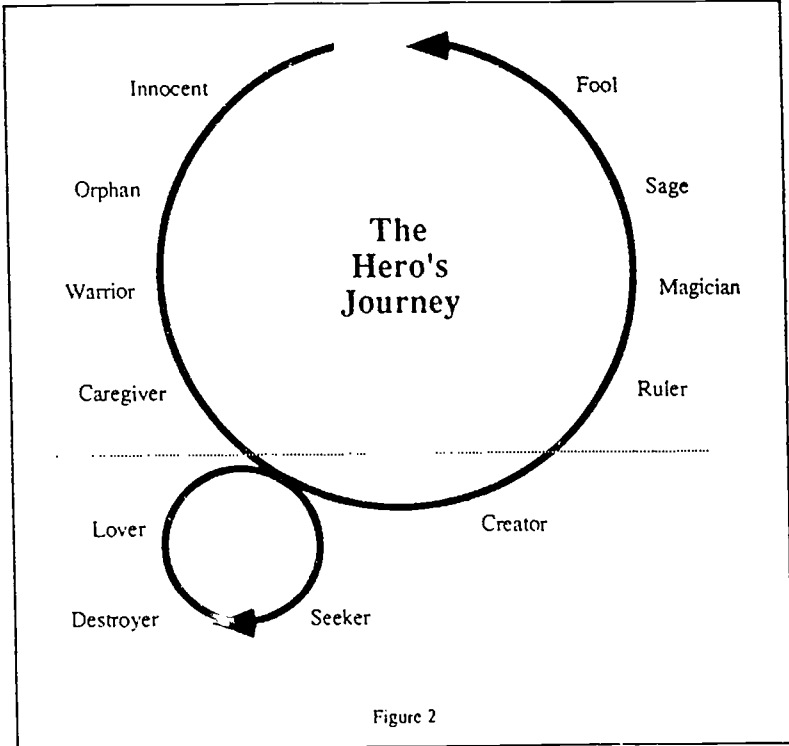 Innocent
Fool
Orphan
Sage
The
Hero's
Journey
Warrior
Magician
Caregiver
Ruler
Lover
Creator
Destroyer
Seeker
Figure 2